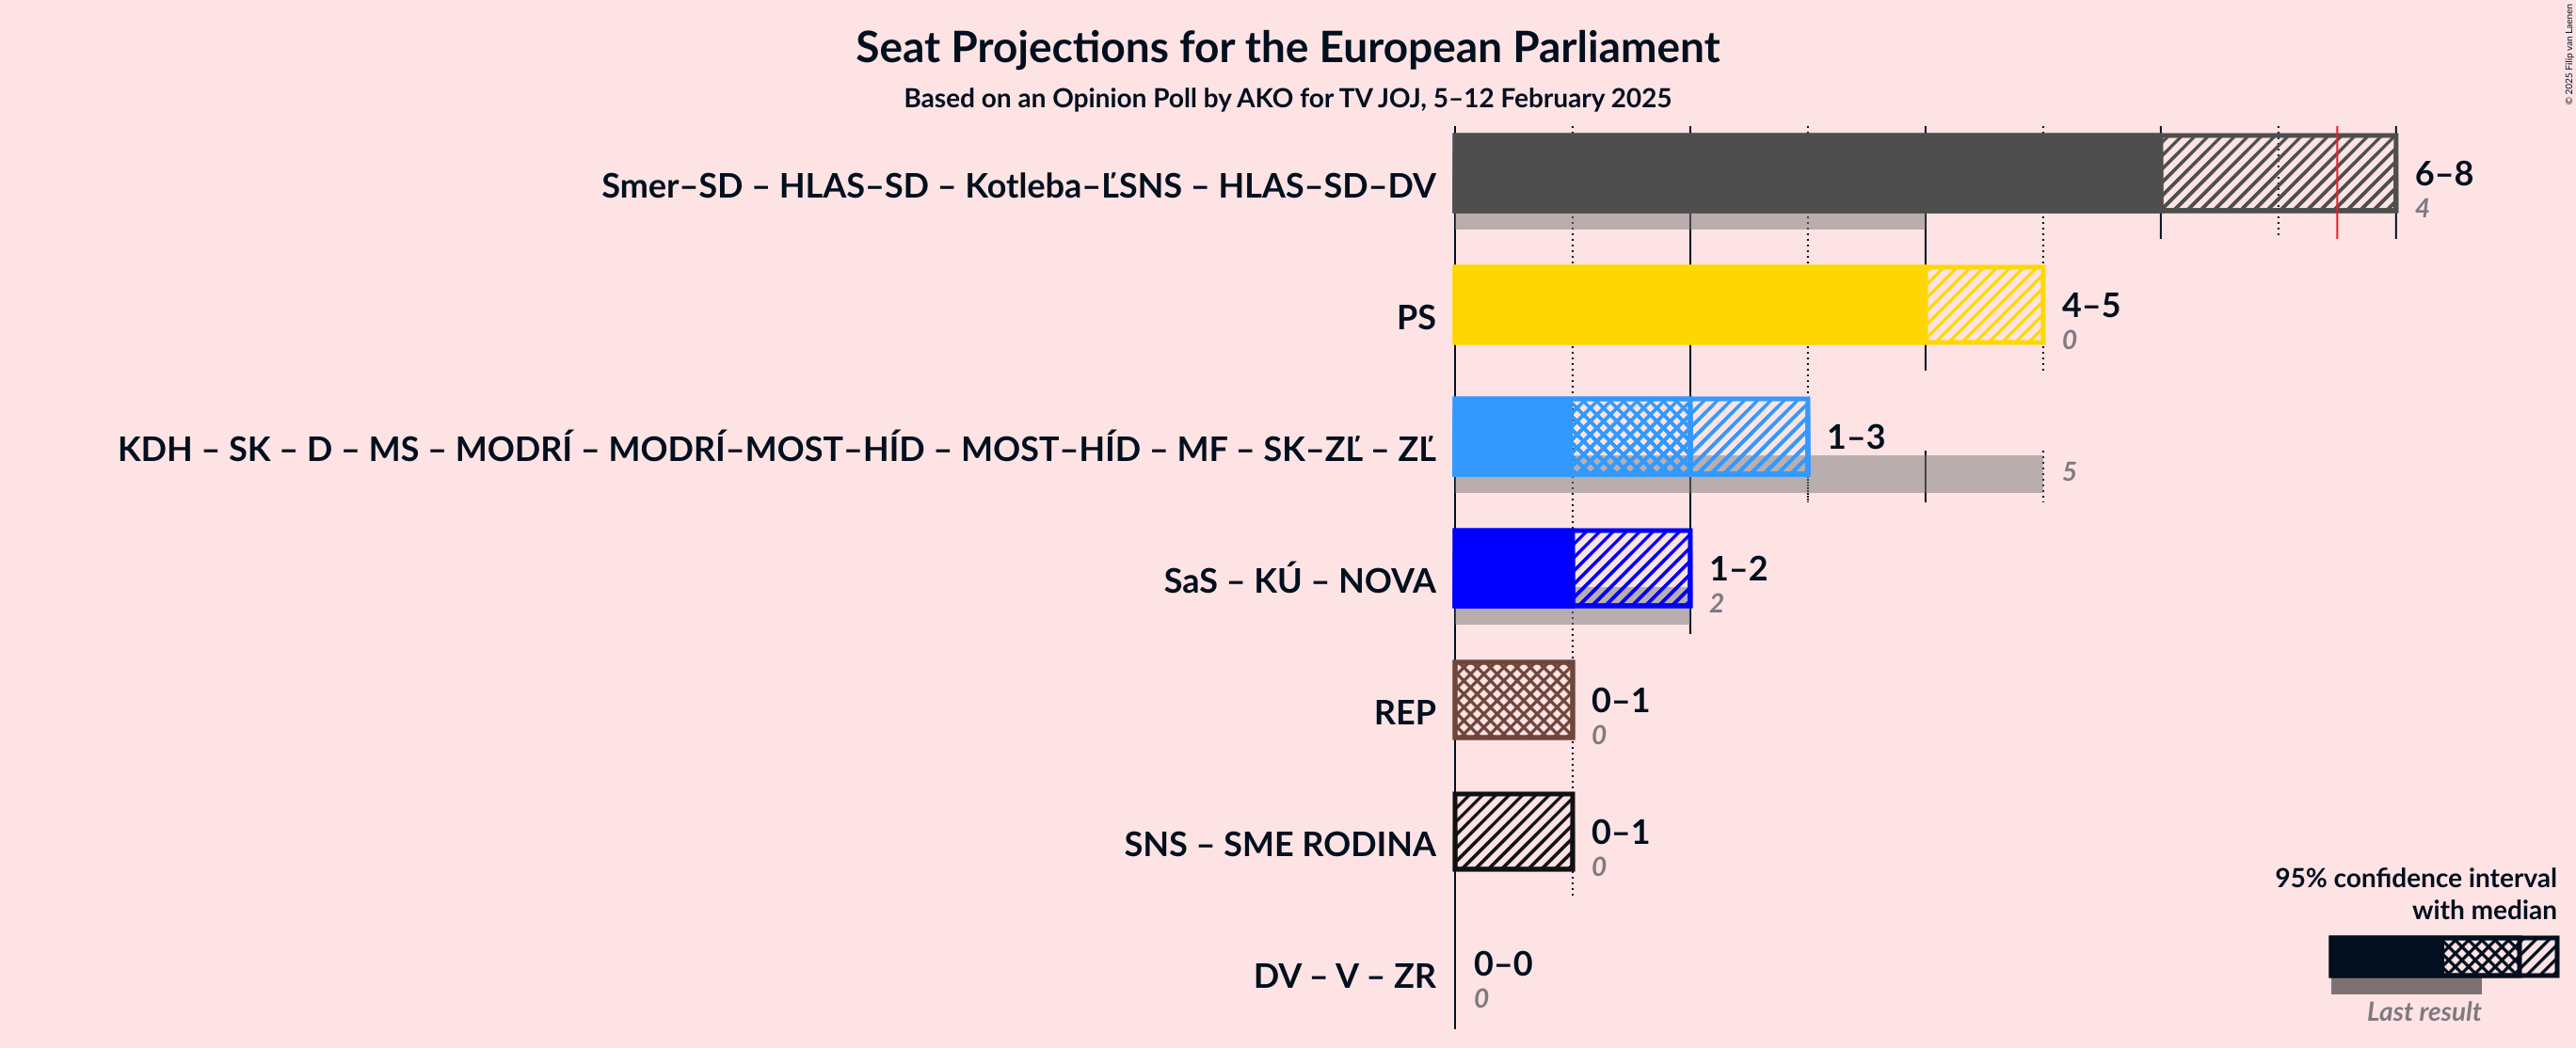 Seat Projections for the European Parliament
Based on an Opinion Poll by AKO for TV JOJ, 5–12 February 2025
© 2025 Filip van Laenen
Smer–SD – HLAS–SD – Kotleba–ĽSNS – HLAS–SD–DV
6–8
4
PS
4–5
0
KDH – SK – D – MS – MODRÍ – MODRÍ–MOST–HÍD – MOST–HÍD – MF – SK–ZĽ – ZĽ
1–3
5
SaS – KÚ – NOVA
1–2
2
REP
0–1
0
SNS – SME RODINA
0–1
0
DV – V – ZR
0–0
0
95% confidence interval
with median
Last result